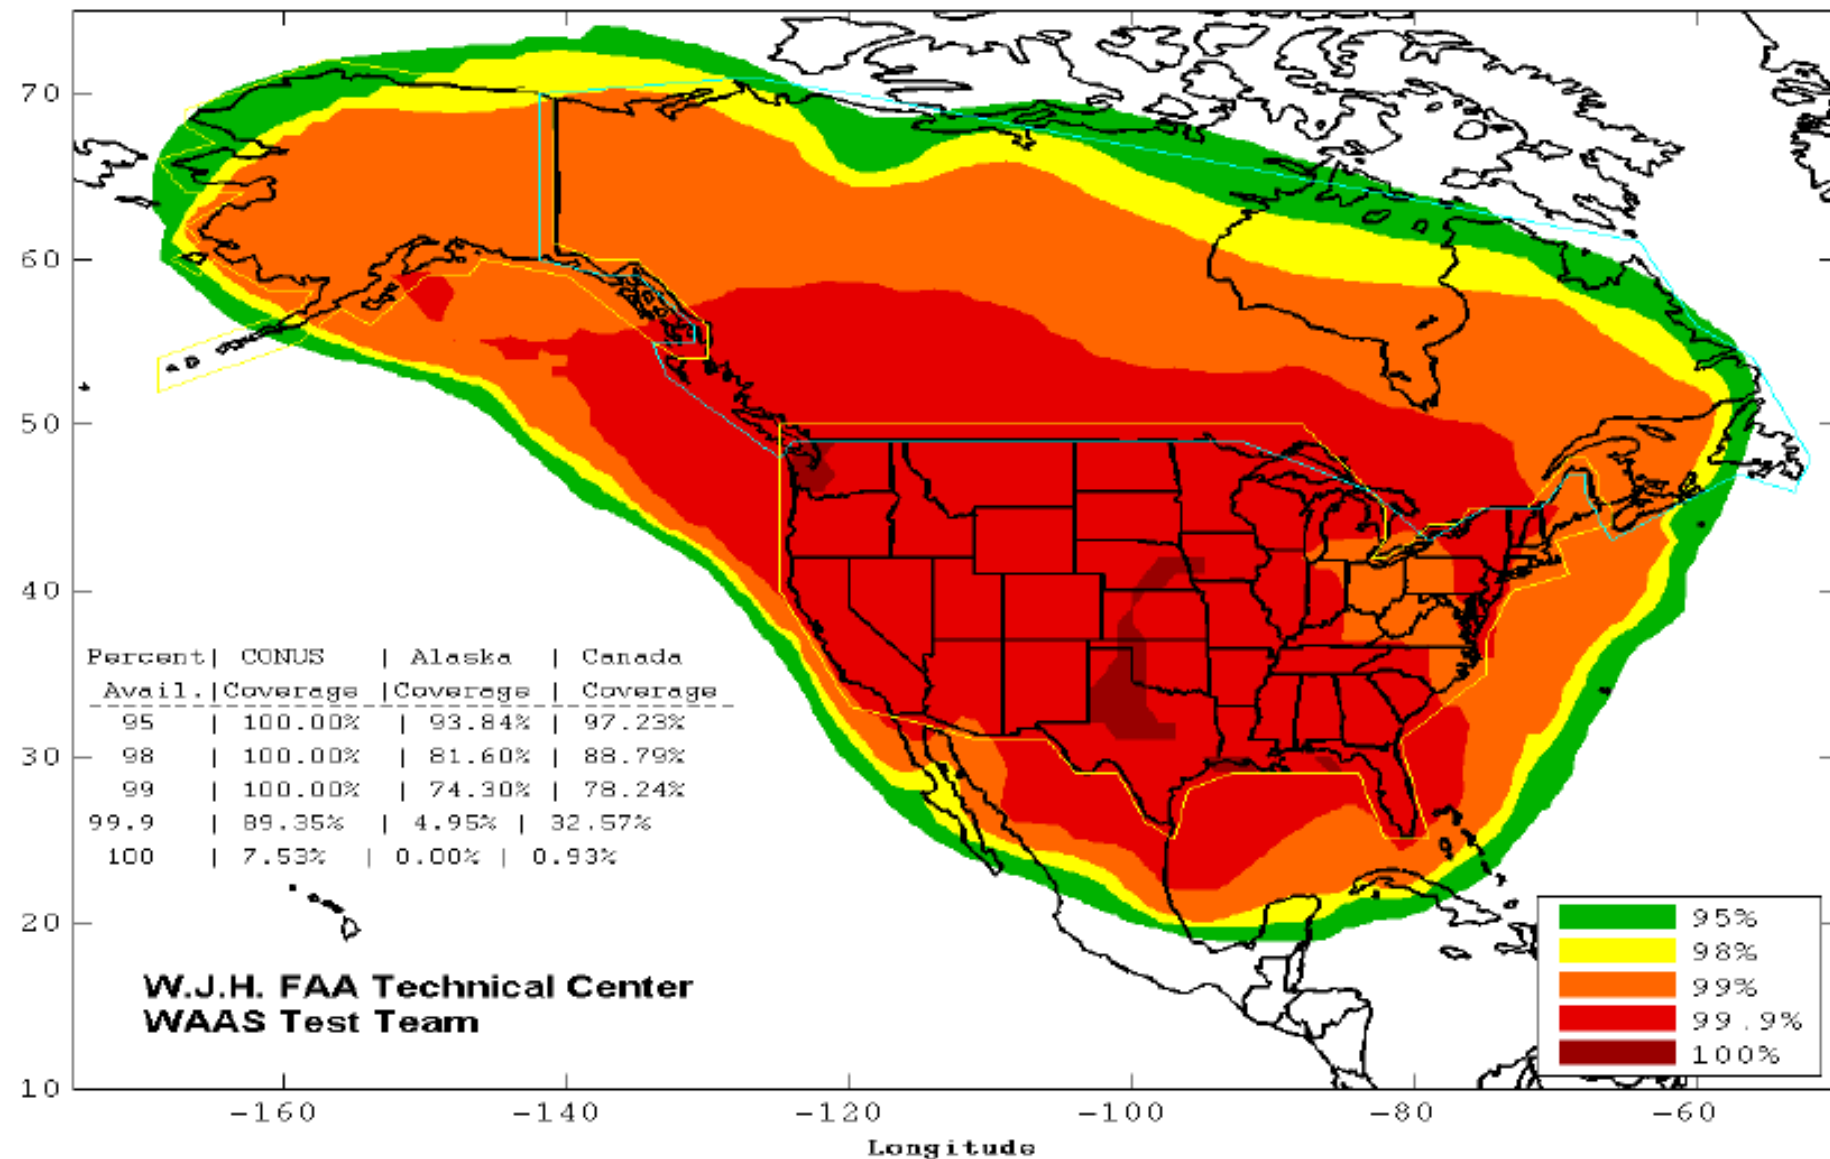 70
60
50
40
30
20
10
Percent| CONUS | Alaska | Canada
Avail.|Coverage |Coverage | Coverage
95 | 100.00% | 93.84% | 97.23%
98 | 100.00% | 81.60% | 88.79%
99 | 100.00% | 74.30% | 78.24%
99.9 | 89.35% | 4.95% | 32.57%
100 | 7.53% | 0.00% | 0.93%
W.J.H. FAA Technical Center
WAAS Test Team
95%
98%
99%
99.9%
100%
-160 -140 -120 -100 -80 -60
Longitude